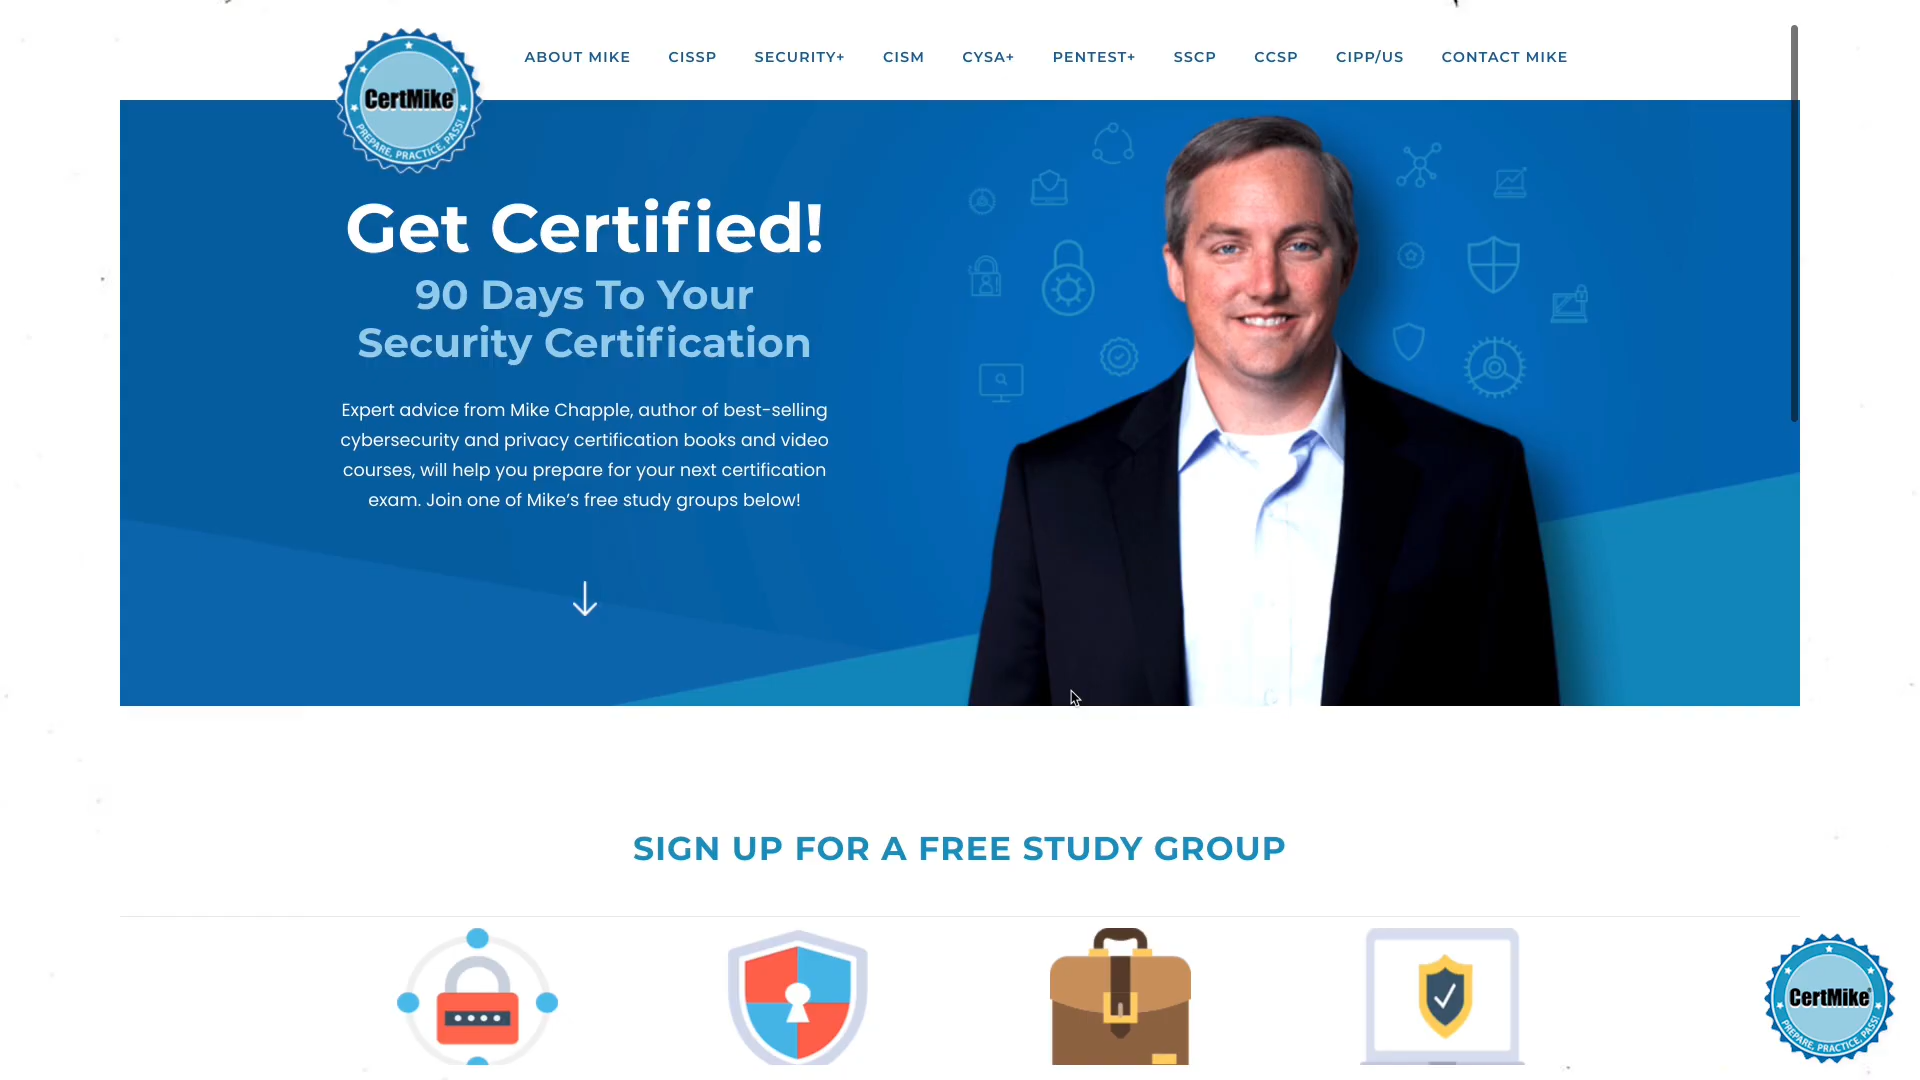 CertMike
PREPARE, PRACTICE, PASS!
ABOUT MIKE
CISSP
SECURITY+
CISM
CYSA+
PENTEST+
SSCP
CCSP
CIPP/US
CONTACT MIKE
Get Certified!
90 Days To Your
Security Certification
Expert advice from Mike Chapple, author of best-selling
cybersecurity and privacy certification books and video
courses, will help you prepare for your next certification
exam. Join one of Mike's free study groups below!
SIGN UP FOR A FREE STUDY GROUP
CertMike
PREPARE, PRACTICE, PASS!